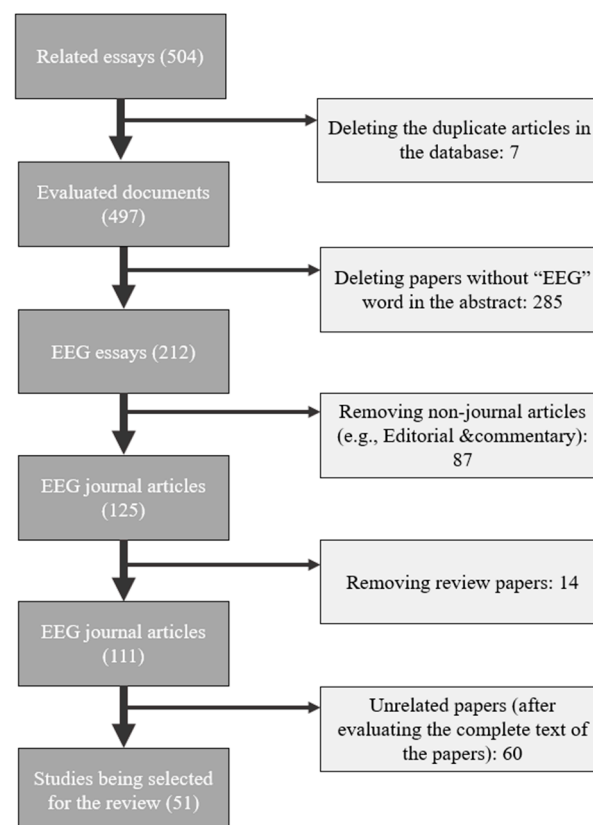 Related essays (504)
Deleting the duplicate articles in
the database: 7
Evaluated documents
(497)
Deleting papers without “EEG”
word in the abstract: 285
EEG essays (212)
Removing non-journal articles
(e.g., Editorial &commentary):
87
EEG journal articles
(125)
Removing review papers: 14
EEG journal articles
(111)
Unrelated papers (after
evaluating the complete text of
the papers): 60
Studies being selected
for the review (51)